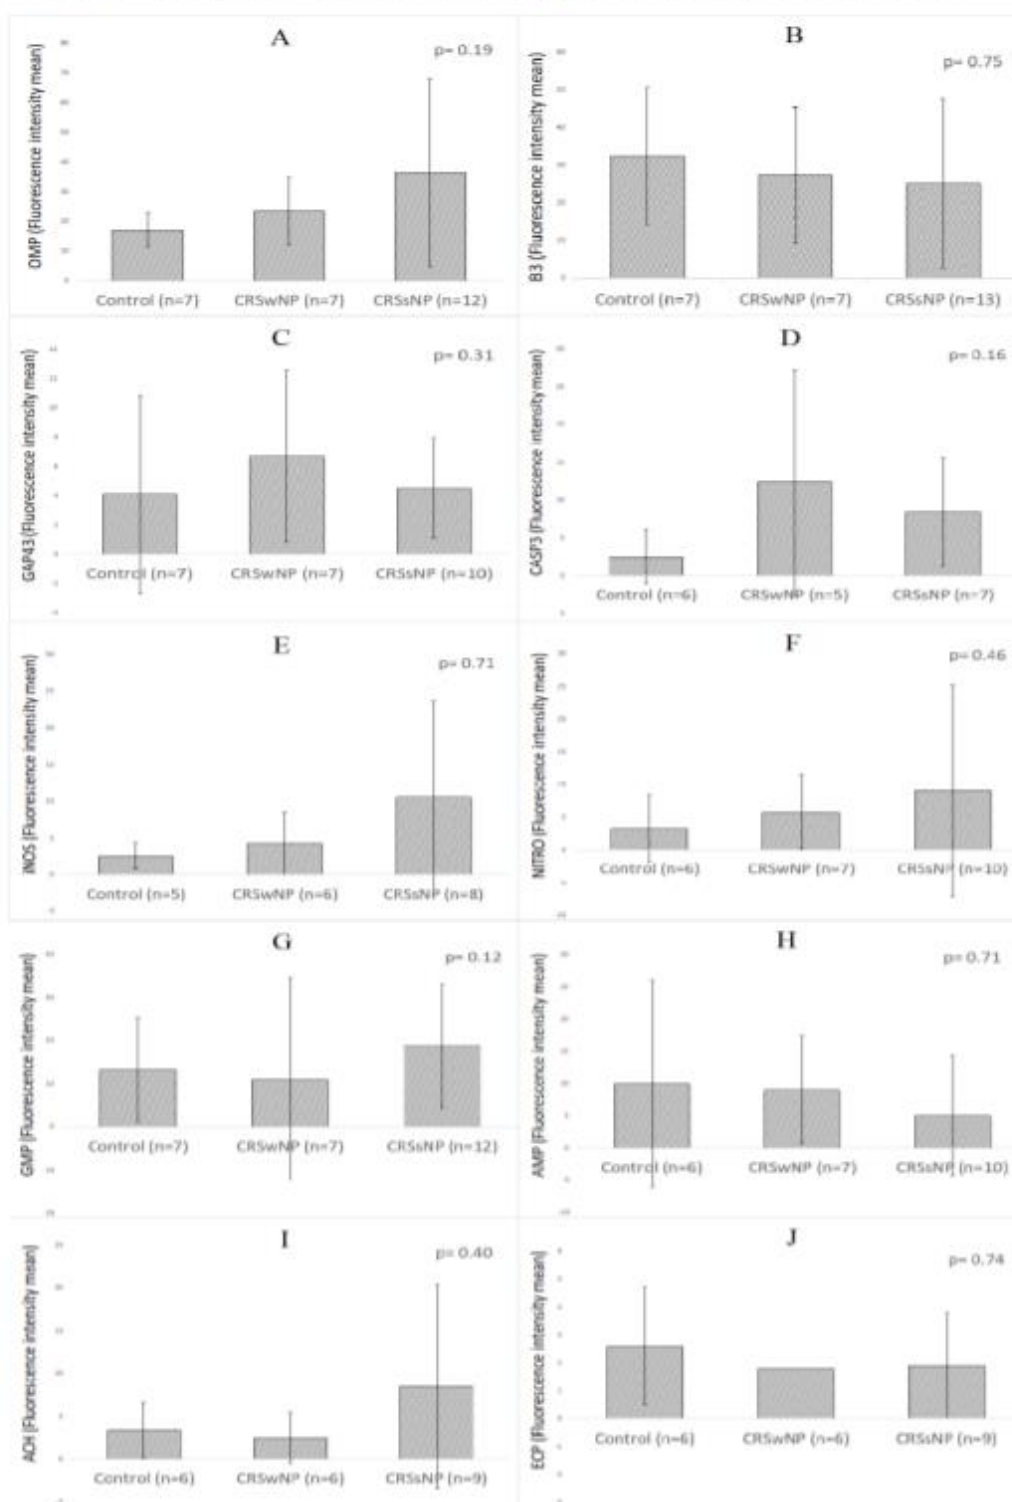 A
p= 0.19
OMP (Fluorescence intensity mean)
Control (n=7)
CRSwNP (n=7)
CRSsNP (n=12)
B
p= 0.75
B3 (Fluorescence intensity mean)
Control (n=7)
CRSwNP (n=7)
CRSsNP (n=13)
C
p= 0.31
GAP43 (Fluorescence intensity mean)
Control (n=7)
CRSwNP (n=7)
CRSsNP (n=10)
D
p= 0.16
CASP3 (Fluorescence intensity mean)
Control (n=6)
CRSwNP (n=5)
CRSsNP (n=7)
E
p= 0.71
iNOS (Fluorescence intensity mean)
Control (n=5)
CRSwNP (n=6)
CRSsNP (n=8)
F
p= 0.46
NITRO (Fluorescence intensity mean)
Control (n=6)
CRSwNP (n=7)
CRSsNP (n=10)
G
p= 0.12
GMP (Fluorescence intensity mean)
Control (n=7)
CRSwNP (n=7)
CRSsNP (n=12)
H
p= 0.71
AMP (Fluorescence intensity mean)
Control (n=6)
CRSwNP (n=7)
CRSsNP (n=10)
I
p= 0.40
ACH (Fluorescence intensity mean)
Control (n=6)
CRSwNP (n=6)
CRSsNP (n=9)
J
p= 0.74
ECP (Fluorescence intensity mean)
Control (n=6)
CRSwNP (n=6)
CRSsNP (n=9)